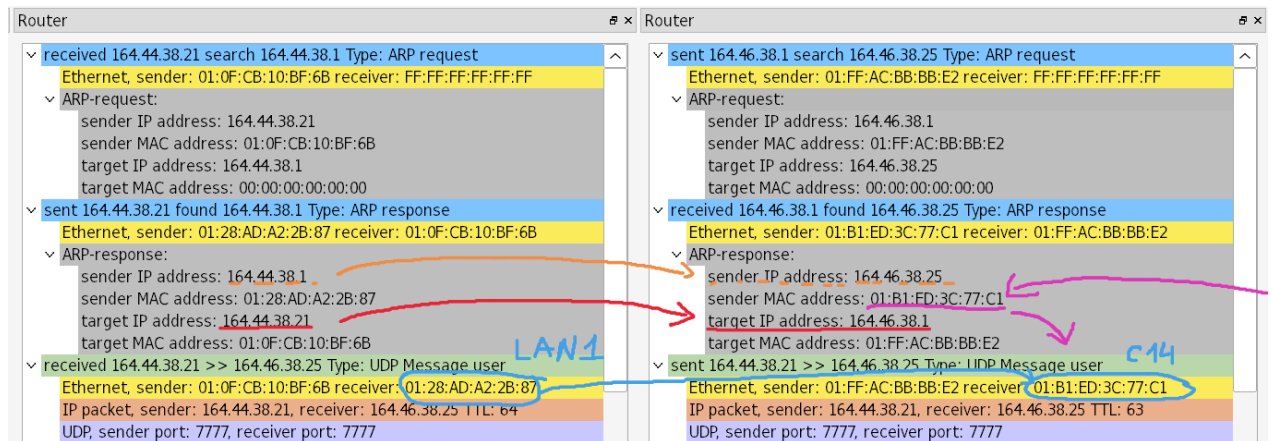 Router
received 164.44.38.21 search 164.44.38.1 Type: ARP request
Ethernet, sender: 01:0F:CB:10:BF:6B receiver: FF:FF:FF:FF:FF:FF
ARP-request:
sender IP address: 164.44.38.21
sender MAC address: 01:0F:CB:10:BF:6B
target IP address: 164.44.38.1
target MAC address: 00:00:00:00:00:00
sent 164.44.38.21 found 164.44.38.1 Type: ARP response
Ethernet, sender: 01:28:AD:A2:2B:87 receiver: 01:0F:CB:10:BF:6B
ARP-response:
sender IP address: 164.44.38.1
sender MAC address: 01:28:AD:A2:2B:87
target IP address: 164.44.38.21
target MAC address: 01:0F:CB:10:BF:6B
LAN1
received 164.44.38.21 >> 164.46.38.25 Type: UDP Message user
Ethernet, sender: 01:0F:CB:10:BF:6B receiver: 01:28:AD:A2:2B:87
IP packet, sender: 164.44.38.21, receiver: 164.46.38.25 TTL: 64
UDP, sender port: 7777, receiver port: 7777
Router
sent 164.46.38.1 search 164.46.38.25 Type: ARP request
Ethernet, sender: 01:FF:AC:BB:BB:E2 receiver: FF:FF:FF:FF:FF:FF
ARP-request:
sender IP address: 164.46.38.1
sender MAC address: 01:FF:AC:BB:BB:E2
target IP address: 164.46.38.25
target MAC address: 00:00:00:00:00:00
received 164.46.38.1 found 164.46.38.25 Type: ARP response
Ethernet, sender: 01:B1:ED:3C:77:C1 receiver: 01:FF:AC:BB:BB:E2
ARP-response:
sender IP address: 164.46.38.25
sender MAC address: 01:B1:ED:3C:77:C1
target IP address: 164.46.38.1
target MAC address: 01:FF:AC:BB:BB:E2
C14
sent 164.44.38.21 >> 164.46.38.25 Type: UDP Message user
Ethernet, sender: 01:FF:AC:BB:BB:E2 receiver: 01:B1:ED:3C:77:C1
IP packet, sender: 164.44.38.21, receiver: 164.46.38.25 TTL: 63
UDP, sender port: 7777, receiver port: 7777